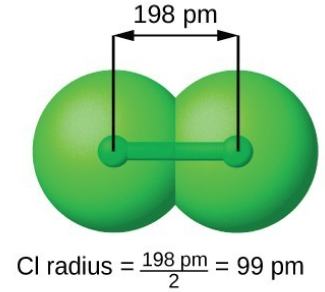 198 pm
Cl radius = 198 pm / 2 = 99 pm